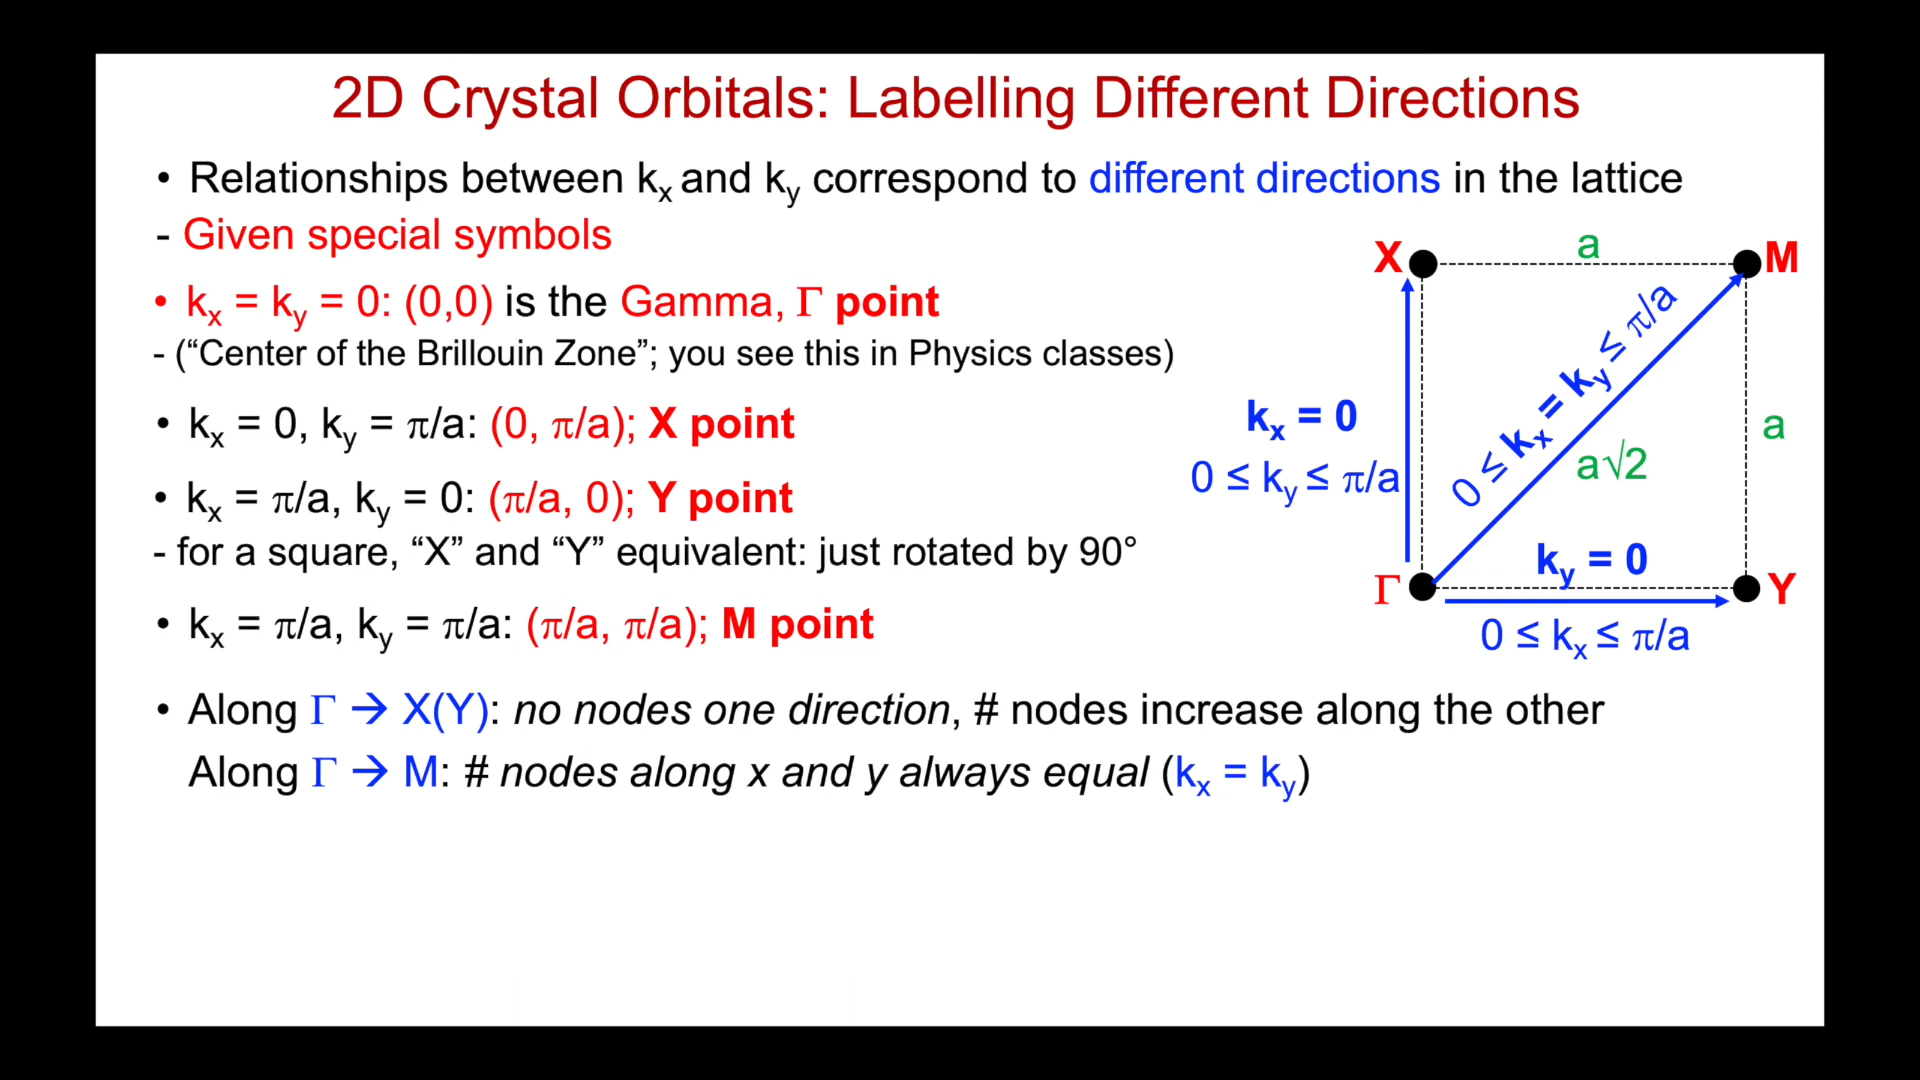 2D Crystal Orbitals: Labelling Different Directions
• Relationships between kx and ky correspond to different directions in the lattice
- Given special symbols
• kx = ky = 0: (0,0) is the Gamma, Γ point
- (“Center of the Brillouin Zone”; you see this in Physics classes)
• kx = 0, ky = π/a: (0, π/a); X point
• kx = π/a, ky = 0: (π/a, 0); Y point
- for a square, “X” and “Y” equivalent: just rotated by 90°
• kx = π/a, ky = π/a: (π/a, π/a); M point
• Along Γ → X(Y): no nodes one direction, # nodes increase along the other
Along Γ → M: # nodes along x and y always equal (kx = ky)
X
a
M
kx = 0
0 ≤ ky ≤ π/a
0 ≤ kx = ky ≤ π/a
a√2
a
Γ
ky = 0
Y
0 ≤ kx ≤ π/a